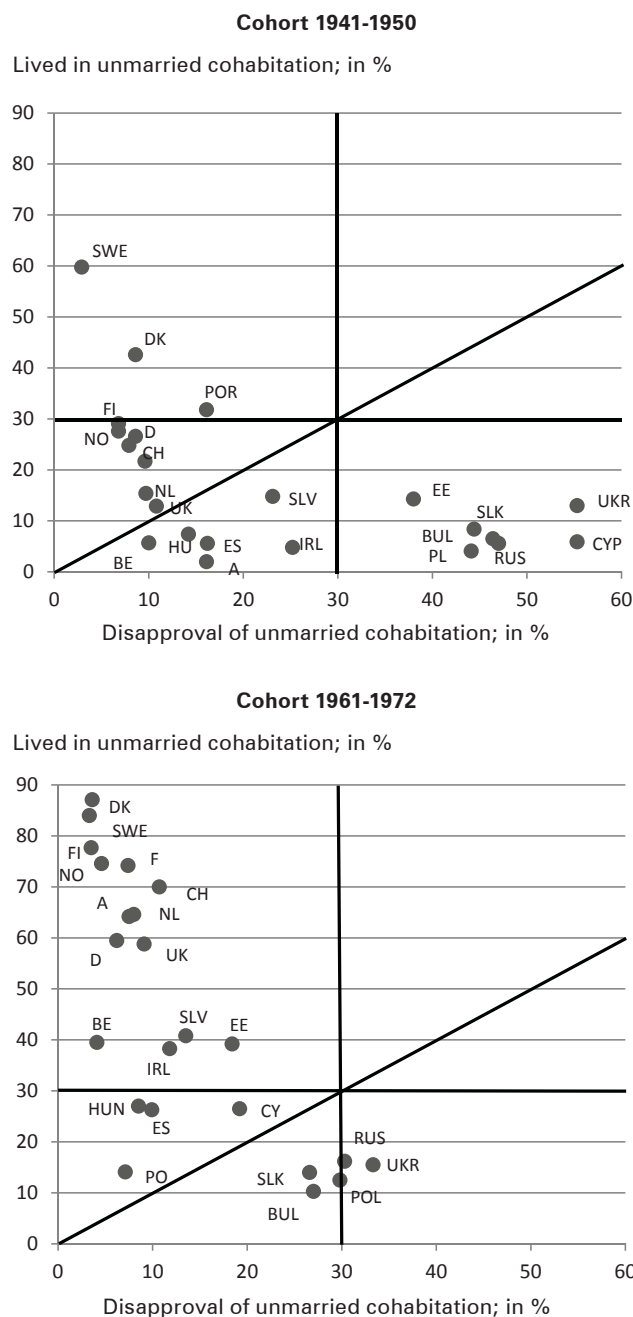 Cohort 1941-1950
Lived in unmarried cohabitation; in %
90
80
70
60
SWE
50
DK
40
POR
FI
30
NO D
CH
20
NL
UK
SLV
EE
SLK
UKR
10
BE
HU
ES
A
IRL
BUL
PL
RUS
CYP
0
0 10 20 30 40 50 60
Disapproval of unmarried cohabitation; in %
Cohort 1961-1972
Lived in unmarried cohabitation; in %
90
DK
80
SWE
FI
NO
F
70
CH
A
NL
60
D
UK
50
40
BE
SLV
EE
IRL
30
HUN
ES
CY
20
RUS
PO
SLK
UKR
10
BUL
POL
0
0 10 20 30 40 50 60
Disapproval of unmarried cohabitation; in %